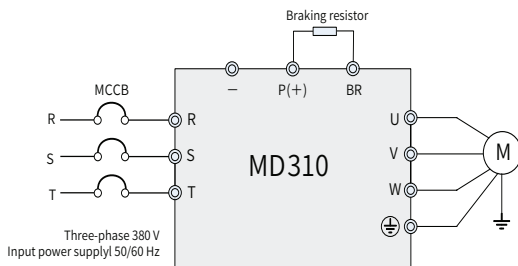 Braking resistor
− P(+) BR
MCCB
R R
S S
T T
MD310
U
V
W
M
Three-phase 380 V
Input power supplyl 50/60 Hz